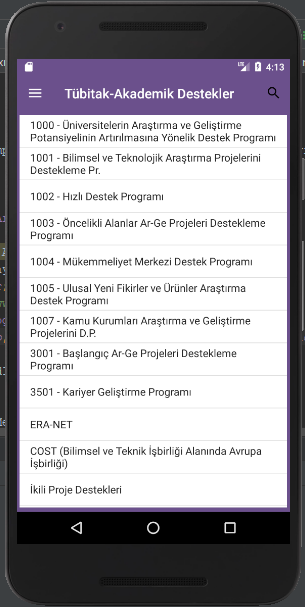 4:13
Tübitak-Akademik Destekler
1000 - Üniversitelerin Araştırma ve Geliştirme
Potansiyelinin Artırılmasına Yönelik Destek Programı
1001 - Bilimsel ve Teknolojik Araştırma Projelerini
Destekleme Pr.
1002 - Hızlı Destek Programı
1003 - Öncelikli Alanlar Ar-Ge Projeleri Destekleme
Programı
1004 - Mükemmeliyet Merkezi Destek Programı
1005 - Ulusal Yeni Fikirler ve Ürünler Araştırma
Destek Programı
1007 - Kamu Kurumları Araştırma ve Geliştirme
Projelerini D.P.
3001 - Başlangıç Ar-Ge Projeleri Destekleme
Programı
3501 - Kariyer Geliştirme Programı
ERA-NET
COST (Bilimsel ve Teknik İşbirliği Alanında Avrupa
İşbirliği)
İkili Proje Destekleri